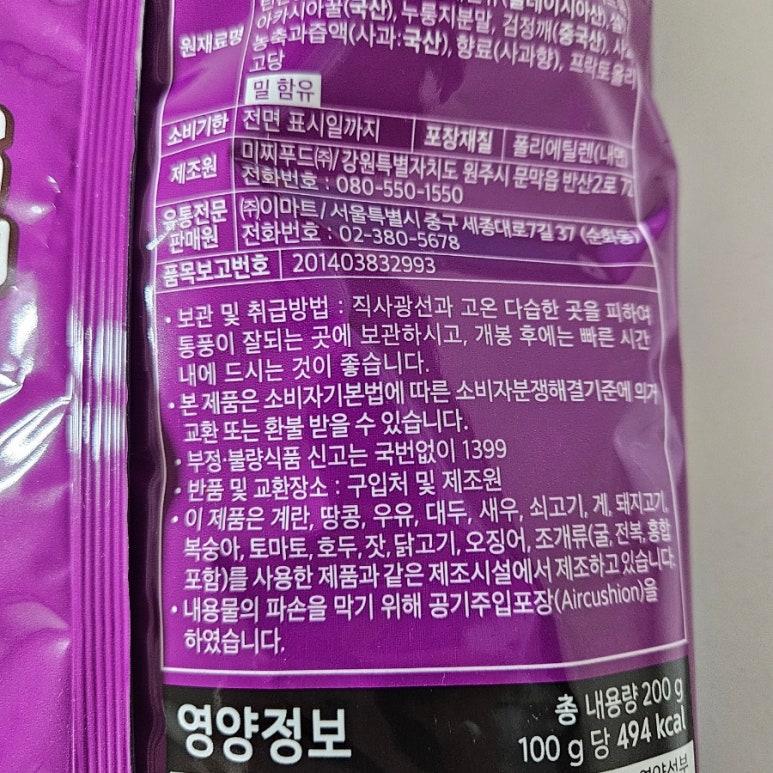 아카시아꿀(국산), 누룽지분말, 검정깨(중국산),
원재료명 농축과즙액(사과:국산), 향료(사과향), 프락토올리
고당
밀 함유
소비기한 전면 표시일까지 포장재질 폴리에틸렌(내면)
제조원 미찌푸드㈜/강원특별자치도 원주시 문막읍 반산2로 72
전화번호 : 080-550-1550
유통전문 ㈜이마트/서울특별시 중구 세종대로7길 37 (순화동)
판매원 전화번호 : 02-380-5678
품목보고번호 201403832993
• 보관 및 취급방법 : 직사광선과 고온 다습한 곳을 피하여
통풍이 잘되는 곳에 보관하시고, 개봉 후에는 빠른 시간
내에 드시는 것이 좋습니다.
• 본 제품은 소비자기본법에 따른 소비자분쟁해결기준에 의거
교환 또는 환불 받을 수 있습니다.
• 부정·불량식품 신고는 국번없이 1399
• 반품 및 교환장소 : 구입처 및 제조원
• 이 제품은 계란, 땅콩, 우유, 대두, 새우, 쇠고기, 게, 돼지고기,
복숭아, 토마토, 호두, 잣, 닭고기, 오징어, 조개류(굴, 전복, 홍합
포함)를 사용한 제품과 같은 제조시설에서 제조하고 있습니다.
• 내용물의 파손을 막기 위해 공기주입포장(Aircushion)을
하였습니다.
영양정보
총 내용량 200 g
100 g 당 494 kcal